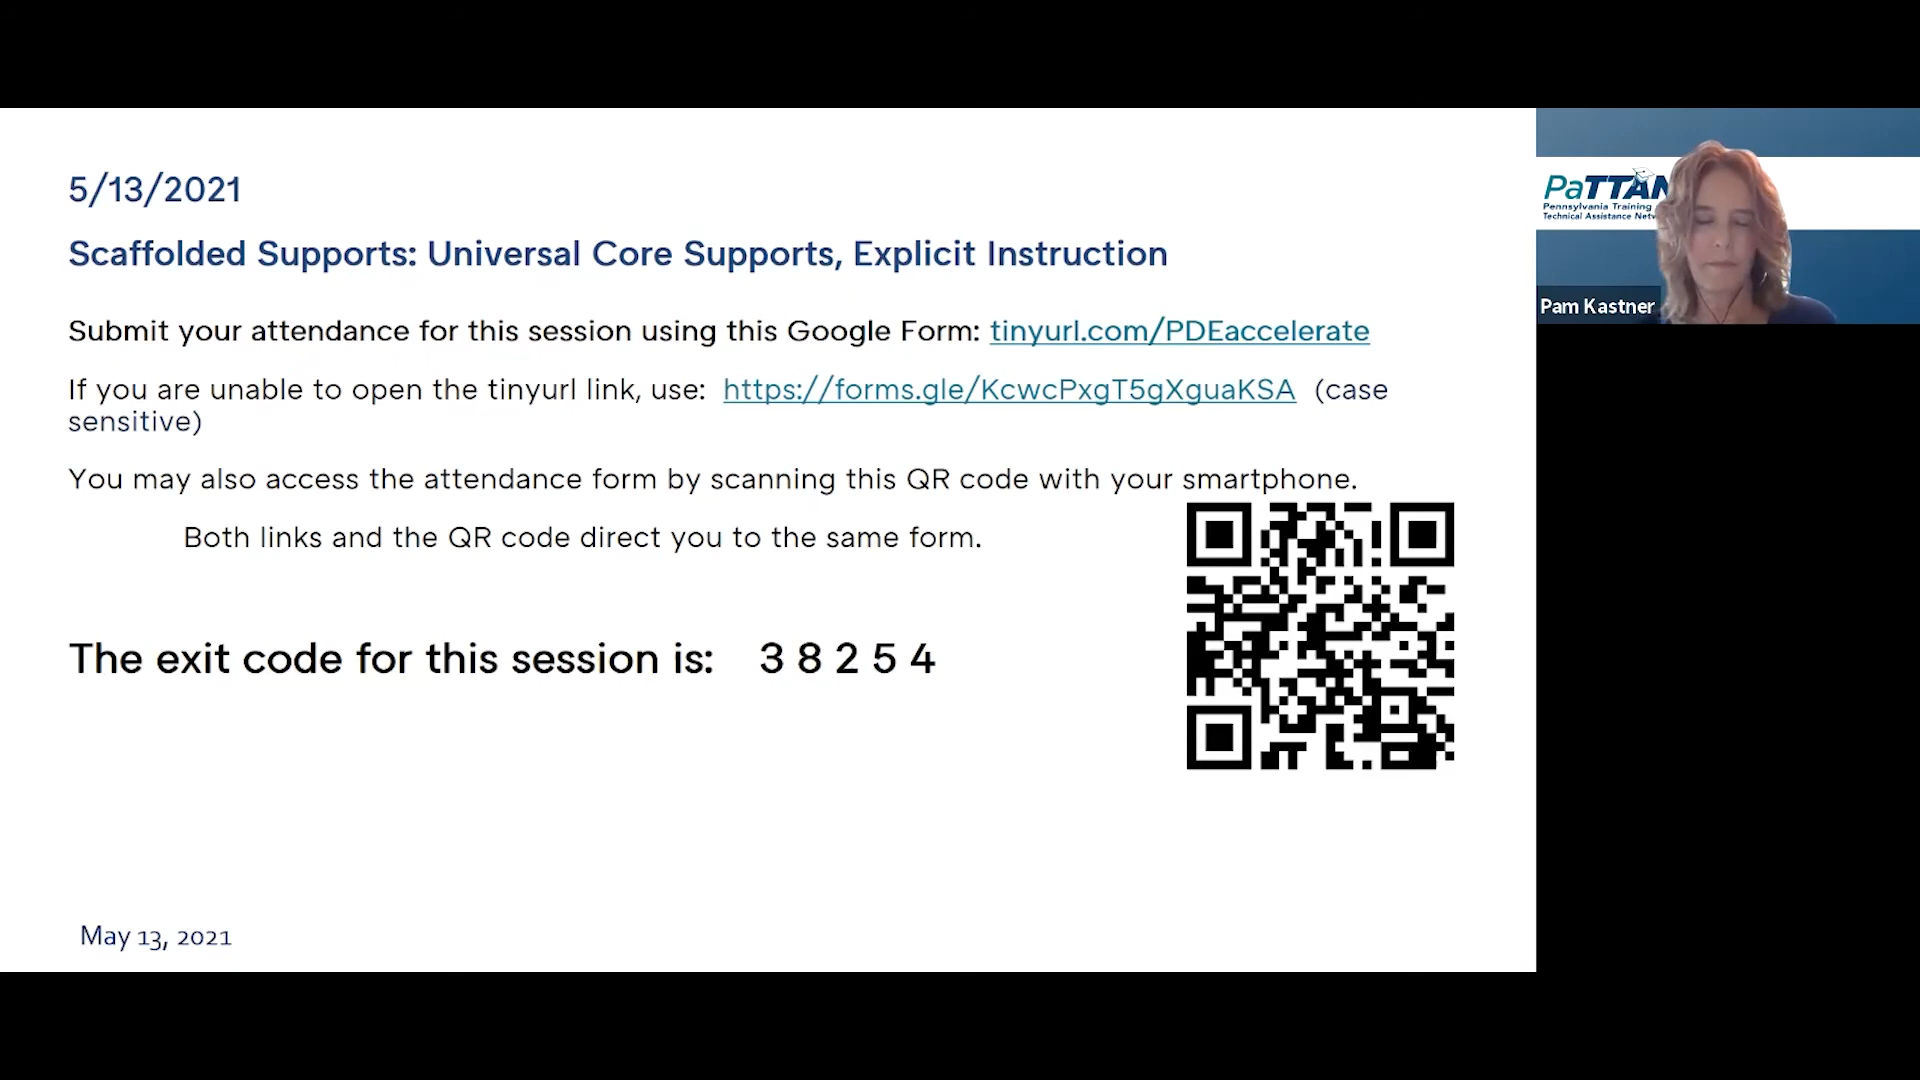 5/13/2021
Scaffolded Supports: Universal Core Supports, Explicit Instruction
Submit your attendance for this session using this Google Form: tinyurl.com/PDEaccelerate
If you are unable to open the tinyurl link, use: https://forms.gle/KcwcPxgT5gXguaKSA (case
sensitive)
You may also access the attendance form by scanning this QR code with your smartphone.
Both links and the QR code direct you to the same form.
The exit code for this session is: 3 8 2 5 4
May 13, 2021
PaTTAN
Pennsylvania Training
Technical Assistance Netw
Pam Kastner